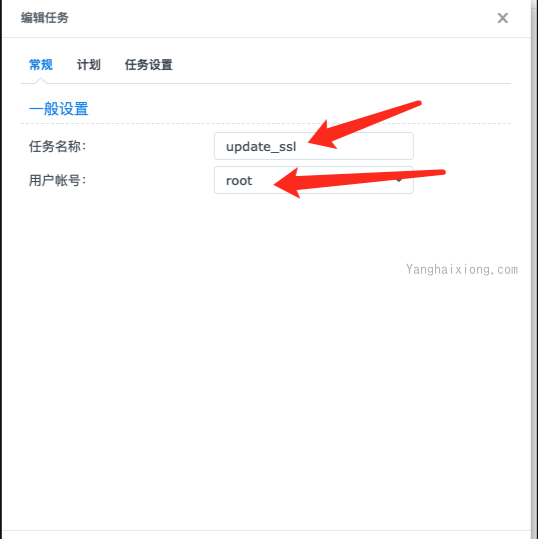 编辑任务
常规 计划 任务设置
一般设置
任务名称: update_ssl
用户帐号: root
Yanghaixiong.com